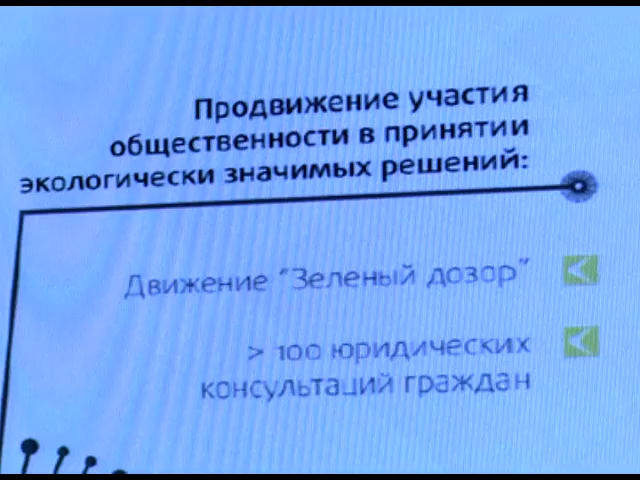 Продвижение участия
общественности в принятии
экологически значимых решений:
Движение “Зеленый дозор”
> 100 юридических
консультаций граждан